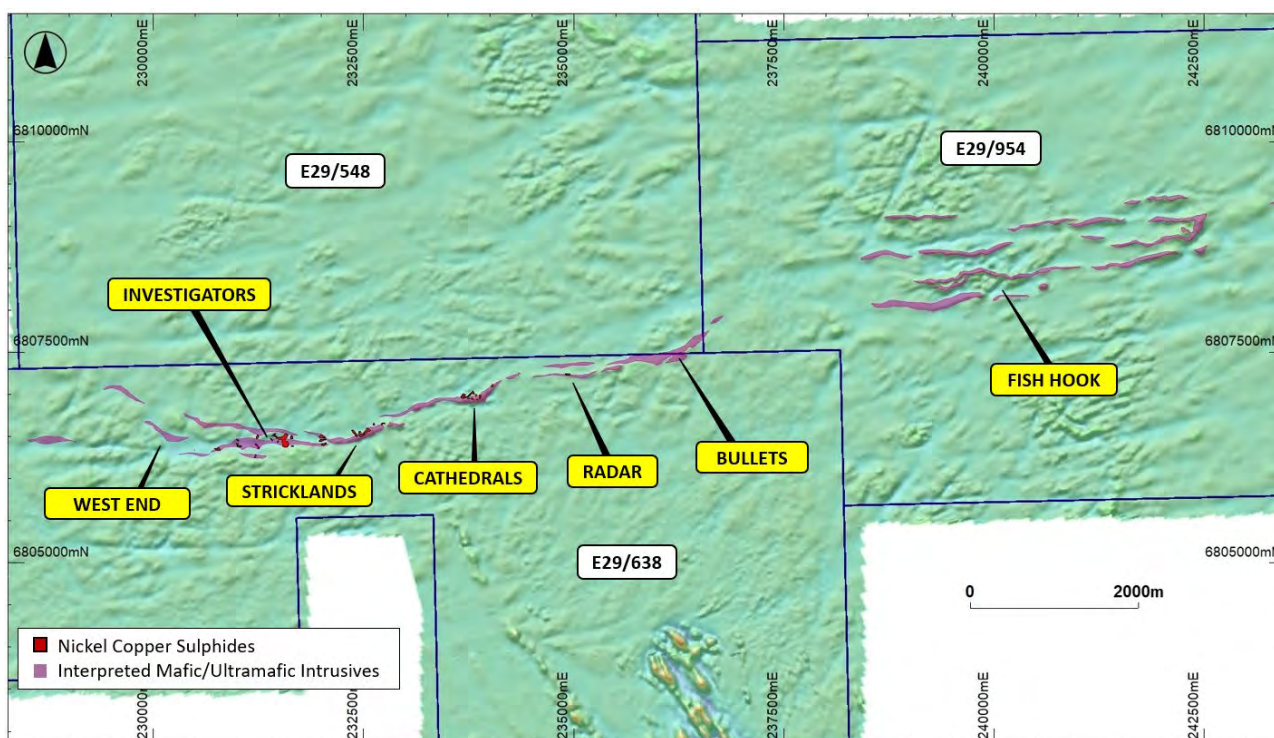 230000mE
232500mE
235000mE
237500mE
240000mE
242500mE
6810000mN
6810000mN
E29/548
E29/954
INVESTIGATORS
6807500mN
6807500mN
FISH HOOK
BULLETS
RADAR
CATHEDRALS
STRICKLANDS
WEST END
6805000mN
6805000mN
E29/638
0 2000m
Nickel Copper Sulphides
Interpreted Mafic/Ultramafic Intrusives
230000mE
232500mE
235000mE
237500mE
240000mE
242500mE